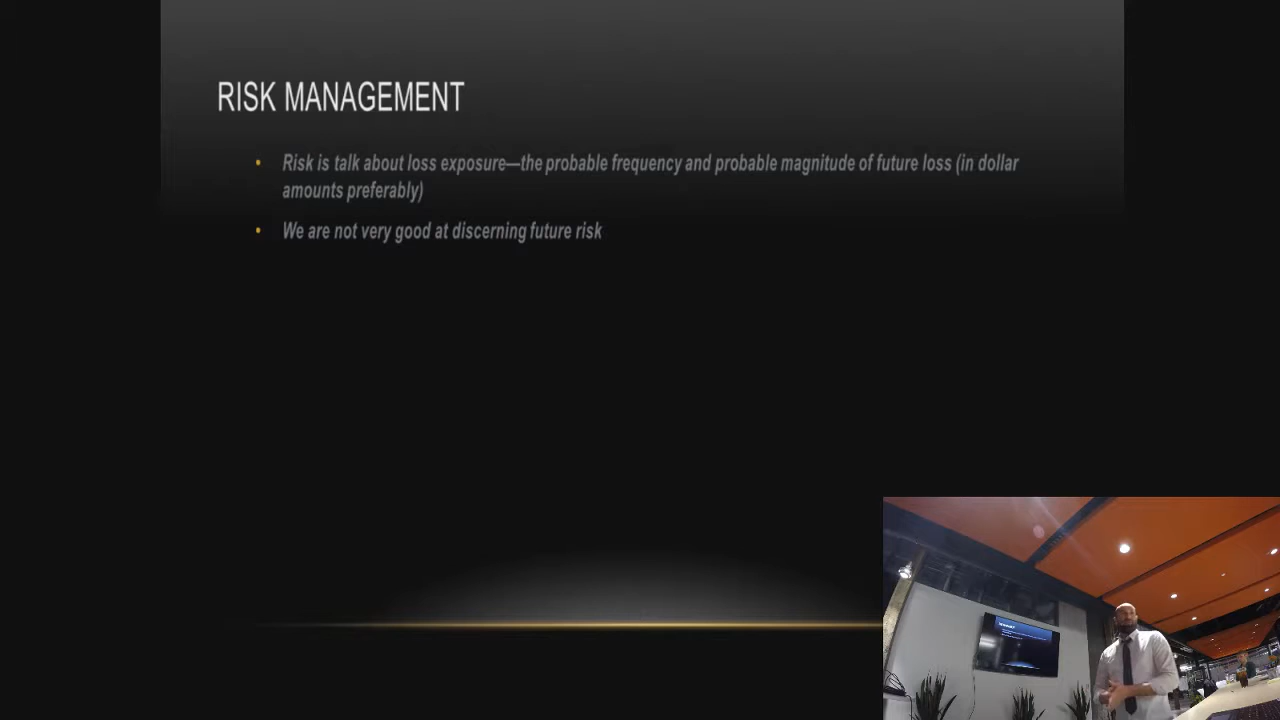 RISK MANAGEMENT
• Risk is talk about loss exposure—the probable frequency and probable magnitude of future loss (in dollar
amounts preferably)
• We are not very good at discerning future risk